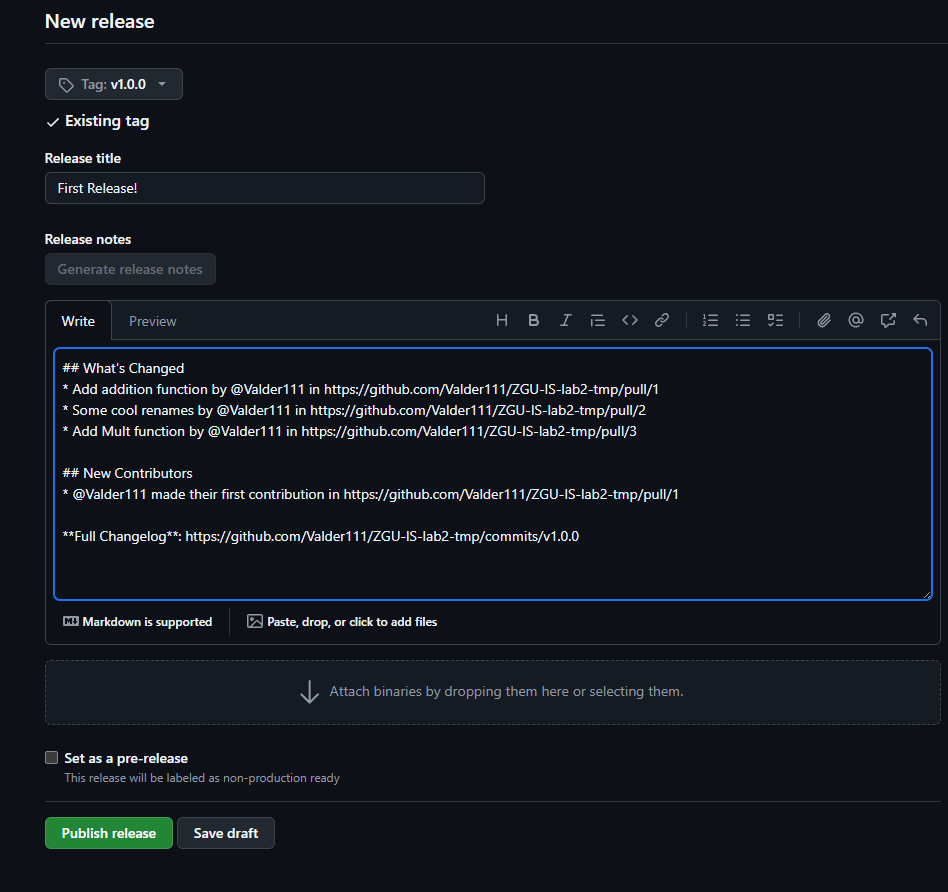 New release
Tag: v1.0.0
Existing tag
Release title
First Release!
Release notes
Generate release notes
Write Preview
## What's Changed
* Add addition function by @Valder111 in https://github.com/Valder111/ZGU-IS-lab2-tmp/pull/1
* Some cool renames by @Valder111 in https://github.com/Valder111/ZGU-IS-lab2-tmp/pull/2
* Add Mult function by @Valder111 in https://github.com/Valder111/ZGU-IS-lab2-tmp/pull/3
## New Contributors
* @Valder111 made their first contribution in https://github.com/Valder111/ZGU-IS-lab2-tmp/pull/1
**Full Changelog**: https://github.com/Valder111/ZGU-IS-lab2-tmp/commits/v1.0.0
Markdown is supported Paste, drop, or click to add files
Attach binaries by dropping them here or selecting them.
Set as a pre-release
This release will be labeled as non-production ready
Publish release Save draft